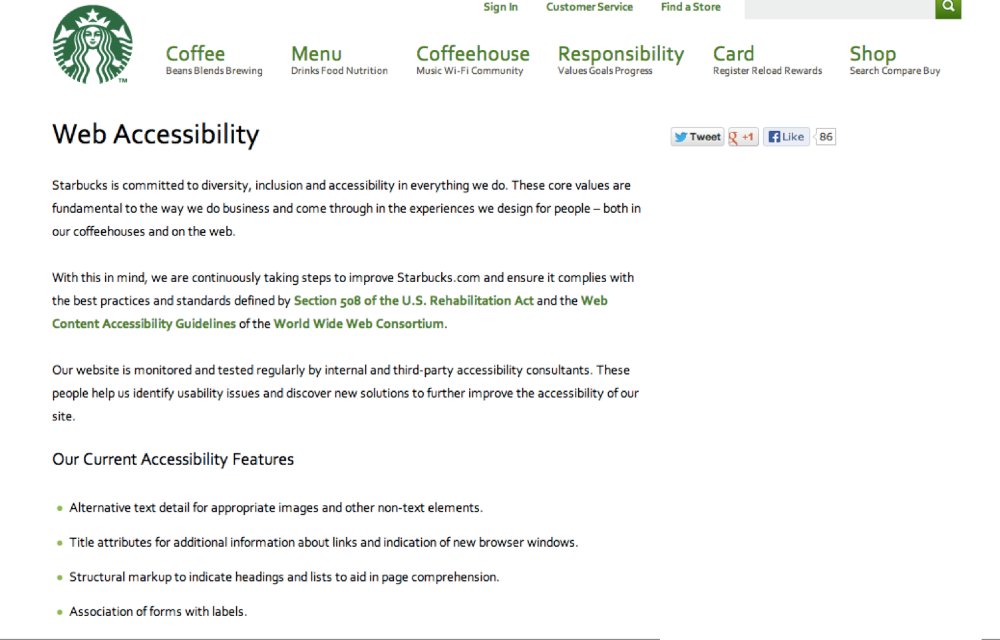 Sign In Customer Service Find a Store
Coffee Menu Coffeehouse Responsibility Card Shop
Beans Blends Brewing Drinks Food Nutrition Music Wi-Fi Community Values Goals Progress Register Reload Rewards Search Compare Buy
TM
Web Accessibility
Tweet +1 Like 86
Starbucks is committed to diversity, inclusion and accessibility in everything we do. These core values are
fundamental to the way we do business and come through in the experiences we design for people – both in
our coffeehouses and on the web.
With this in mind, we are continuously taking steps to improve Starbucks.com and ensure it complies with
the best practices and standards defined by Section 508 of the U.S. Rehabilitation Act and the Web
Content Accessibility Guidelines of the World Wide Web Consortium.
Our website is monitored and tested regularly by internal and third-party accessibility consultants. These
people help us identify usability issues and discover new solutions to further improve the accessibility of our
site.
Our Current Accessibility Features
• Alternative text detail for appropriate images and other non-text elements.
• Title attributes for additional information about links and indication of new browser windows.
• Structural markup to indicate headings and lists to aid in page comprehension.
• Association of forms with labels.